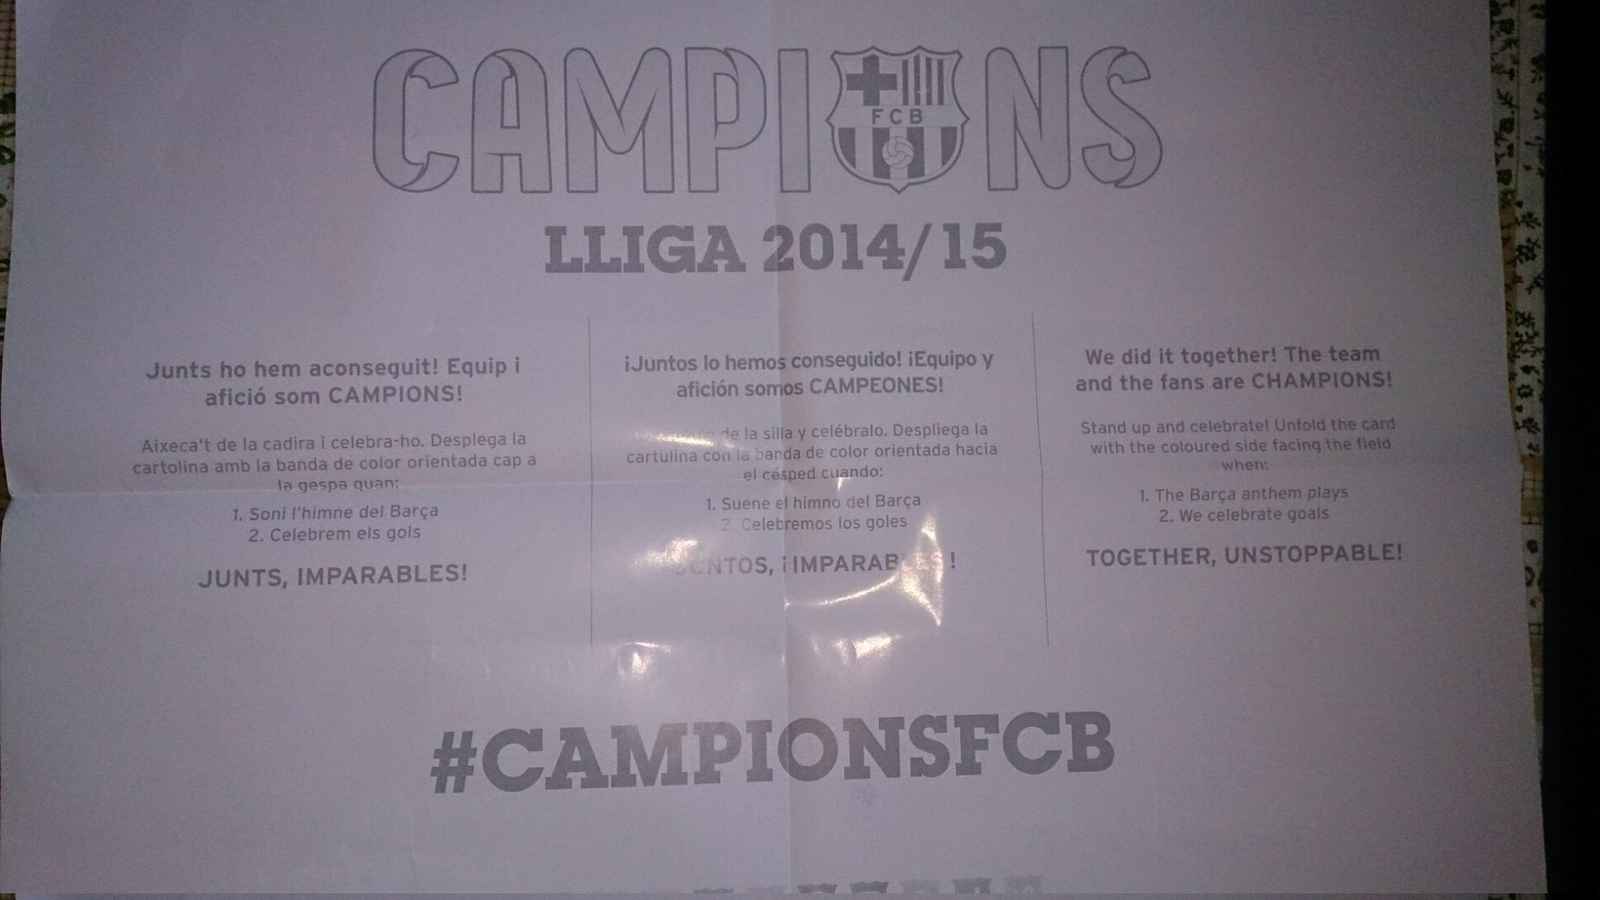 CAMPIONS
FCB
LLIGA 2014/15
Junts ho hem aconseguit! Equip i
afició som CAMPIONS!
Aixeca't de la cadira i celebra-ho. Desplega la
cartolina amb la banda de color orientada cap a
la gespa quan:
1. Soni l'himne del Barça
2. Celebrem els gols
JUNTS, IMPARABLES!
¡Juntos lo hemos conseguido! ¡Equipo y
afición somos CAMPEONES!
de la silla y celébralo. Despliega la
cartulina con la banda de color orientada hacia
el césped cuando:
1. Suene el himno del Barça
2. Celebremos los goles
JUNTOS, ¡IMPARABLES!
We did it together! The team
and the fans are CHAMPIONS!
Stand up and celebrate! Unfold the card
with the coloured side facing the field
when:
1. The Barça anthem plays
2. We celebrate goals
TOGETHER, UNSTOPPABLE!
#CAMPIONSFCB